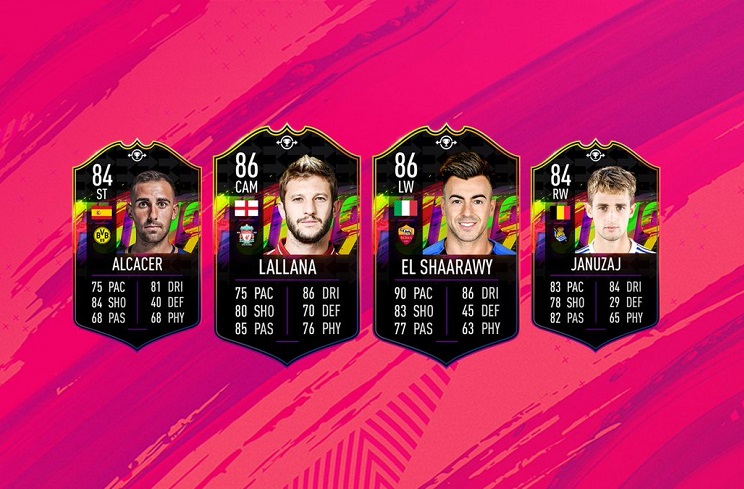 84
ST
BVB
09
ALCACER
75 PAC 81 DRI
84 SHO 40 DEF
68 PAS 68 PHY
86
CAM
LALLANA
75 PAC 86 DRI
80 SHO 70 DEF
85 PAS 76 PHY
86
LW
ROMA
EL SHAARAWY
90 PAC 86 DRI
83 SHO 45 DEF
77 PAS 63 PHY
84
RW
JANUZAJ
83 PAC 84 DRI
78 SHO 29 DEF
82 PAS 65 PHY